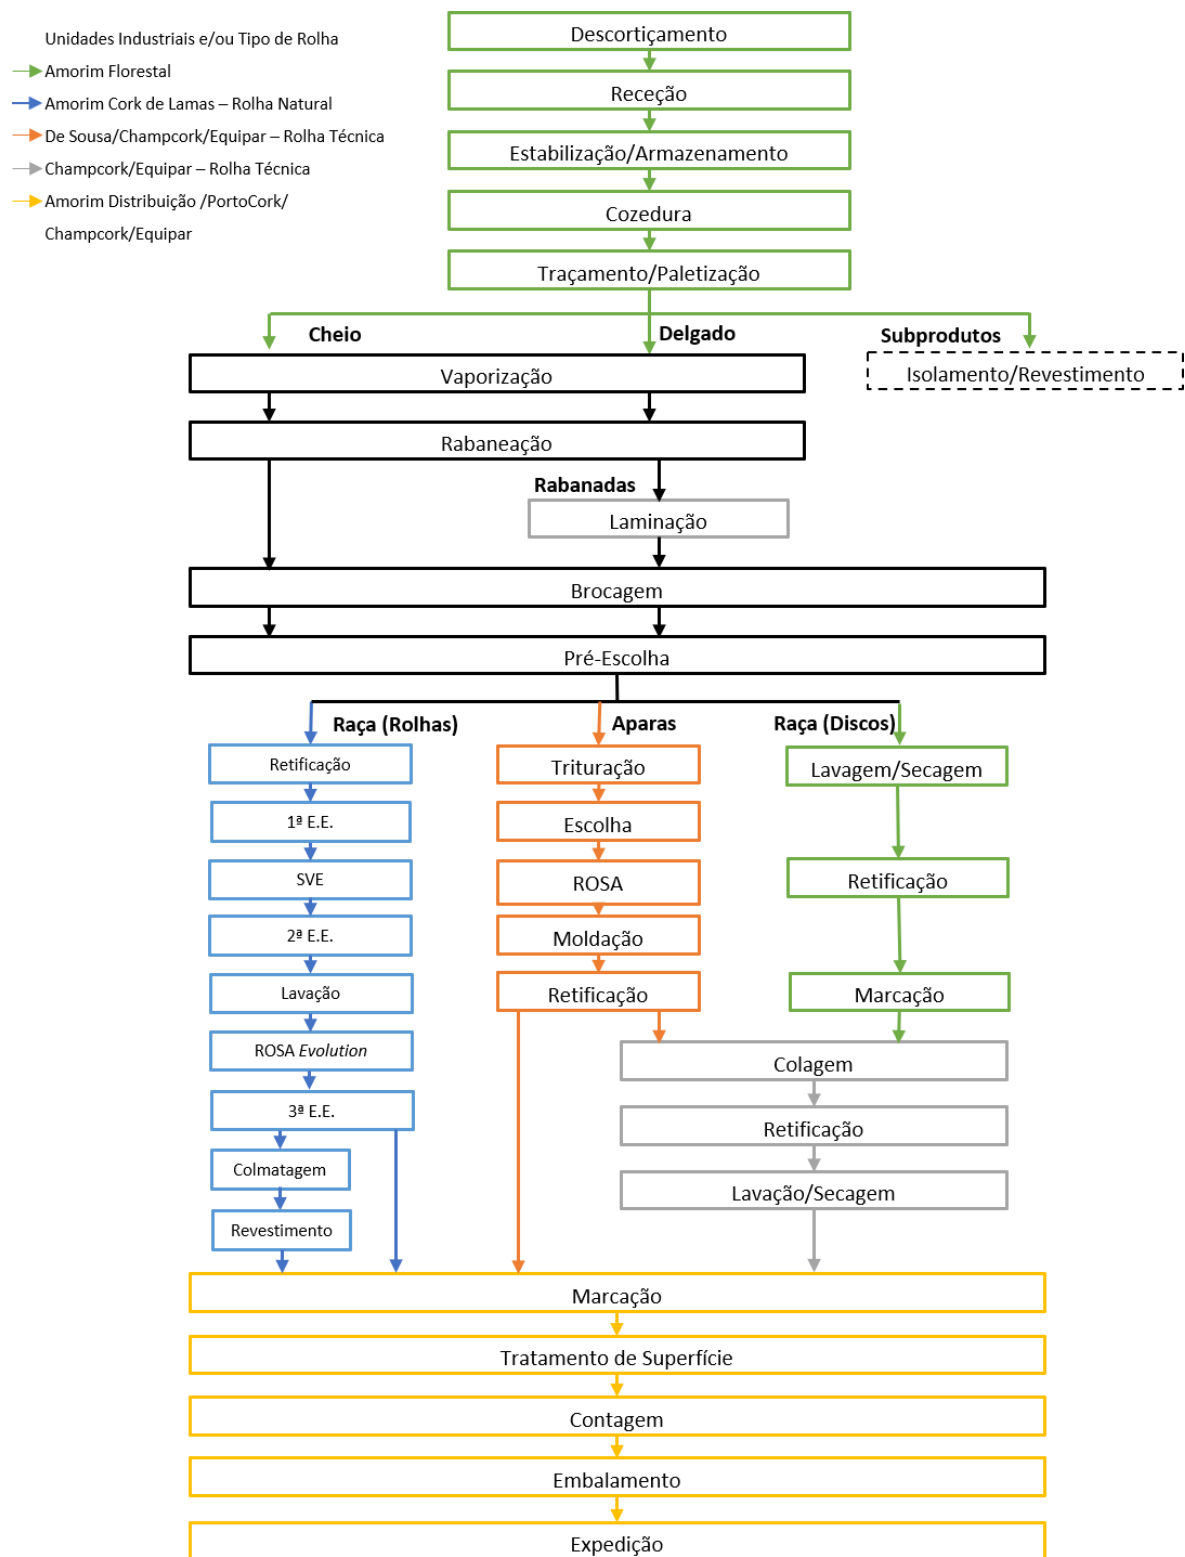 Unidades Industriais e/ou Tipo de Rolha
Amorim Florestal
Amorim Cork de Lamas – Rolha Natural
De Sousa/Champcork/Equipar – Rolha Técnica
Champcork/Equipar – Rolha Técnica
Amorim Distribuição /PortoCork/
Champcork/Equipar
Descortiçamento
Receção
Estabilização/Armazenamento
Cozedura
Traçamento/Paletização
Cheio
Delgado
Subprodutos
Vaporização
Isolamento/Revestimento
Rabaneação
Rabanadas
Laminação
Brocagem
Pré-Escolha
Raça (Rolhas)
Aparas
Raça (Discos)
Retificação
1ª E.E.
SVE
2ª E.E.
Lavação
ROSA Evolution
3ª E.E.
Colmatagem
Revestimento
Trituração
Escolha
ROSA
Moldação
Retificação
Lavagem/Secagem
Retificação
Marcação
Colagem
Retificação
Lavação/Secagem
Marcação
Tratamento de Superfície
Contagem
Embalamento
Expedição